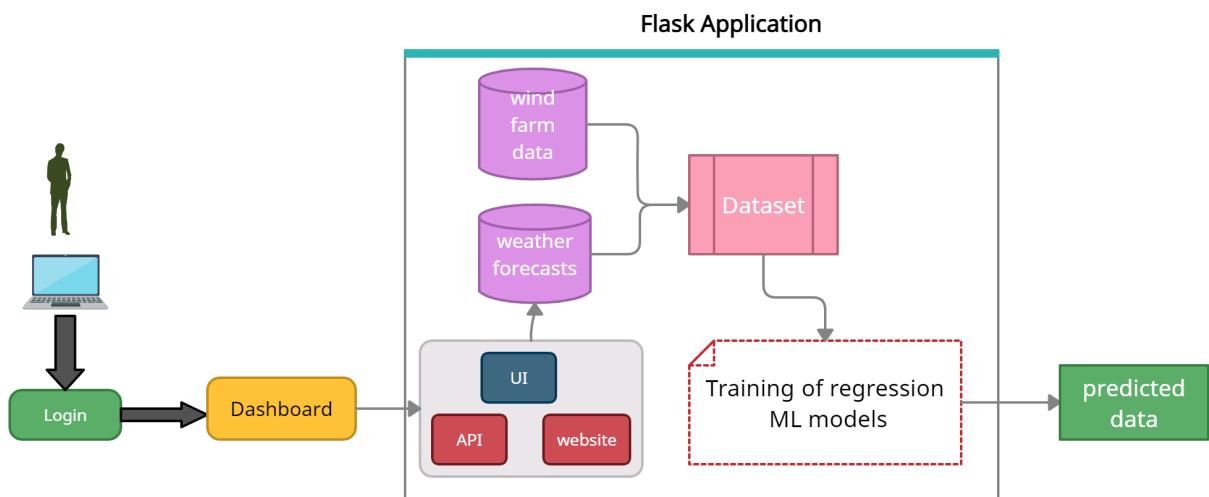 Flask Application
wind
farm
data
Dataset
weather
forecasts
UI
API
website
Login
Dashboard
Training of regression
ML models
predicted
data